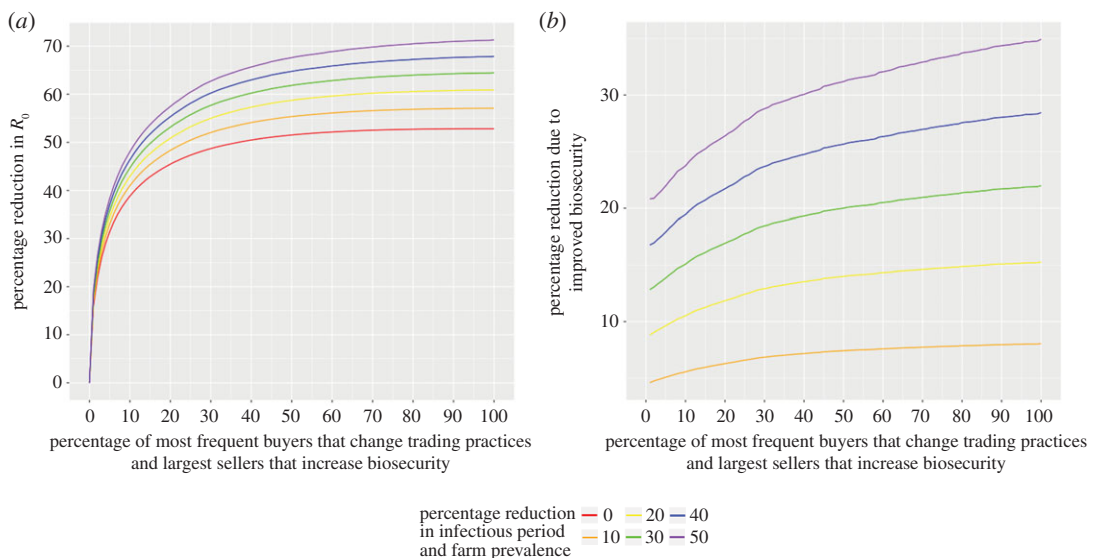 (a)
(b)
percentage reduction in R0
70
60
50
40
30
20
10
0
0 10 20 30 40 50 60 70 80 90 100
percentage of most frequent buyers that change trading practices
and largest sellers that increase biosecurity
percentage reduction due to
improved biosecurity
30
20
10
0 10 20 30 40 50 60 70 80 90 100
percentage of most frequent buyers that change trading practices
and largest sellers that increase biosecurity
percentage reduction
in infectious period
and farm prevalence
0 20 40
10 30 50